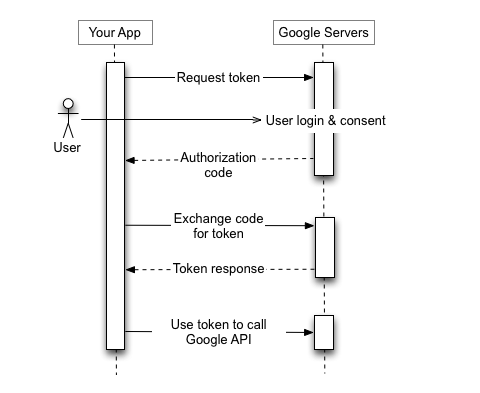 Your App
Google Servers
Request token
User login & consent
User
Authorization
code
Exchange code
for token
Token response
Use token to call
Google API